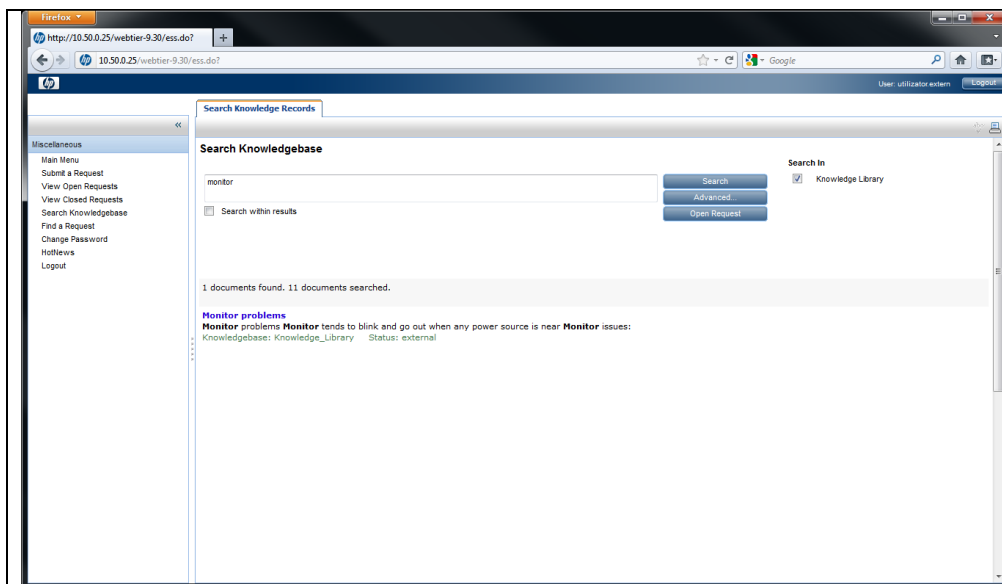 Firefox
http://10.50.0.25/webtier-9.30/ess.do?
10.50.0.25/webtier-9.30/ess.do?
Google
hp
User: utilizator.extern
Logout
Search Knowledge Records
Miscellaneous
Main Menu
Submit a Request
View Open Requests
View Closed Requests
Search Knowledgebase
Find a Request
Change Password
HotNews
Logout
Search Knowledgebase
Search In
monitor
Search
Knowledge Library
Advanced...
Search within results
Open Request
1 documents found. 11 documents searched.
Monitor problems
Monitor problems Monitor tends to blink and go out when any power source is near Monitor issues:
Knowledgebase: Knowledge_Library Status: external